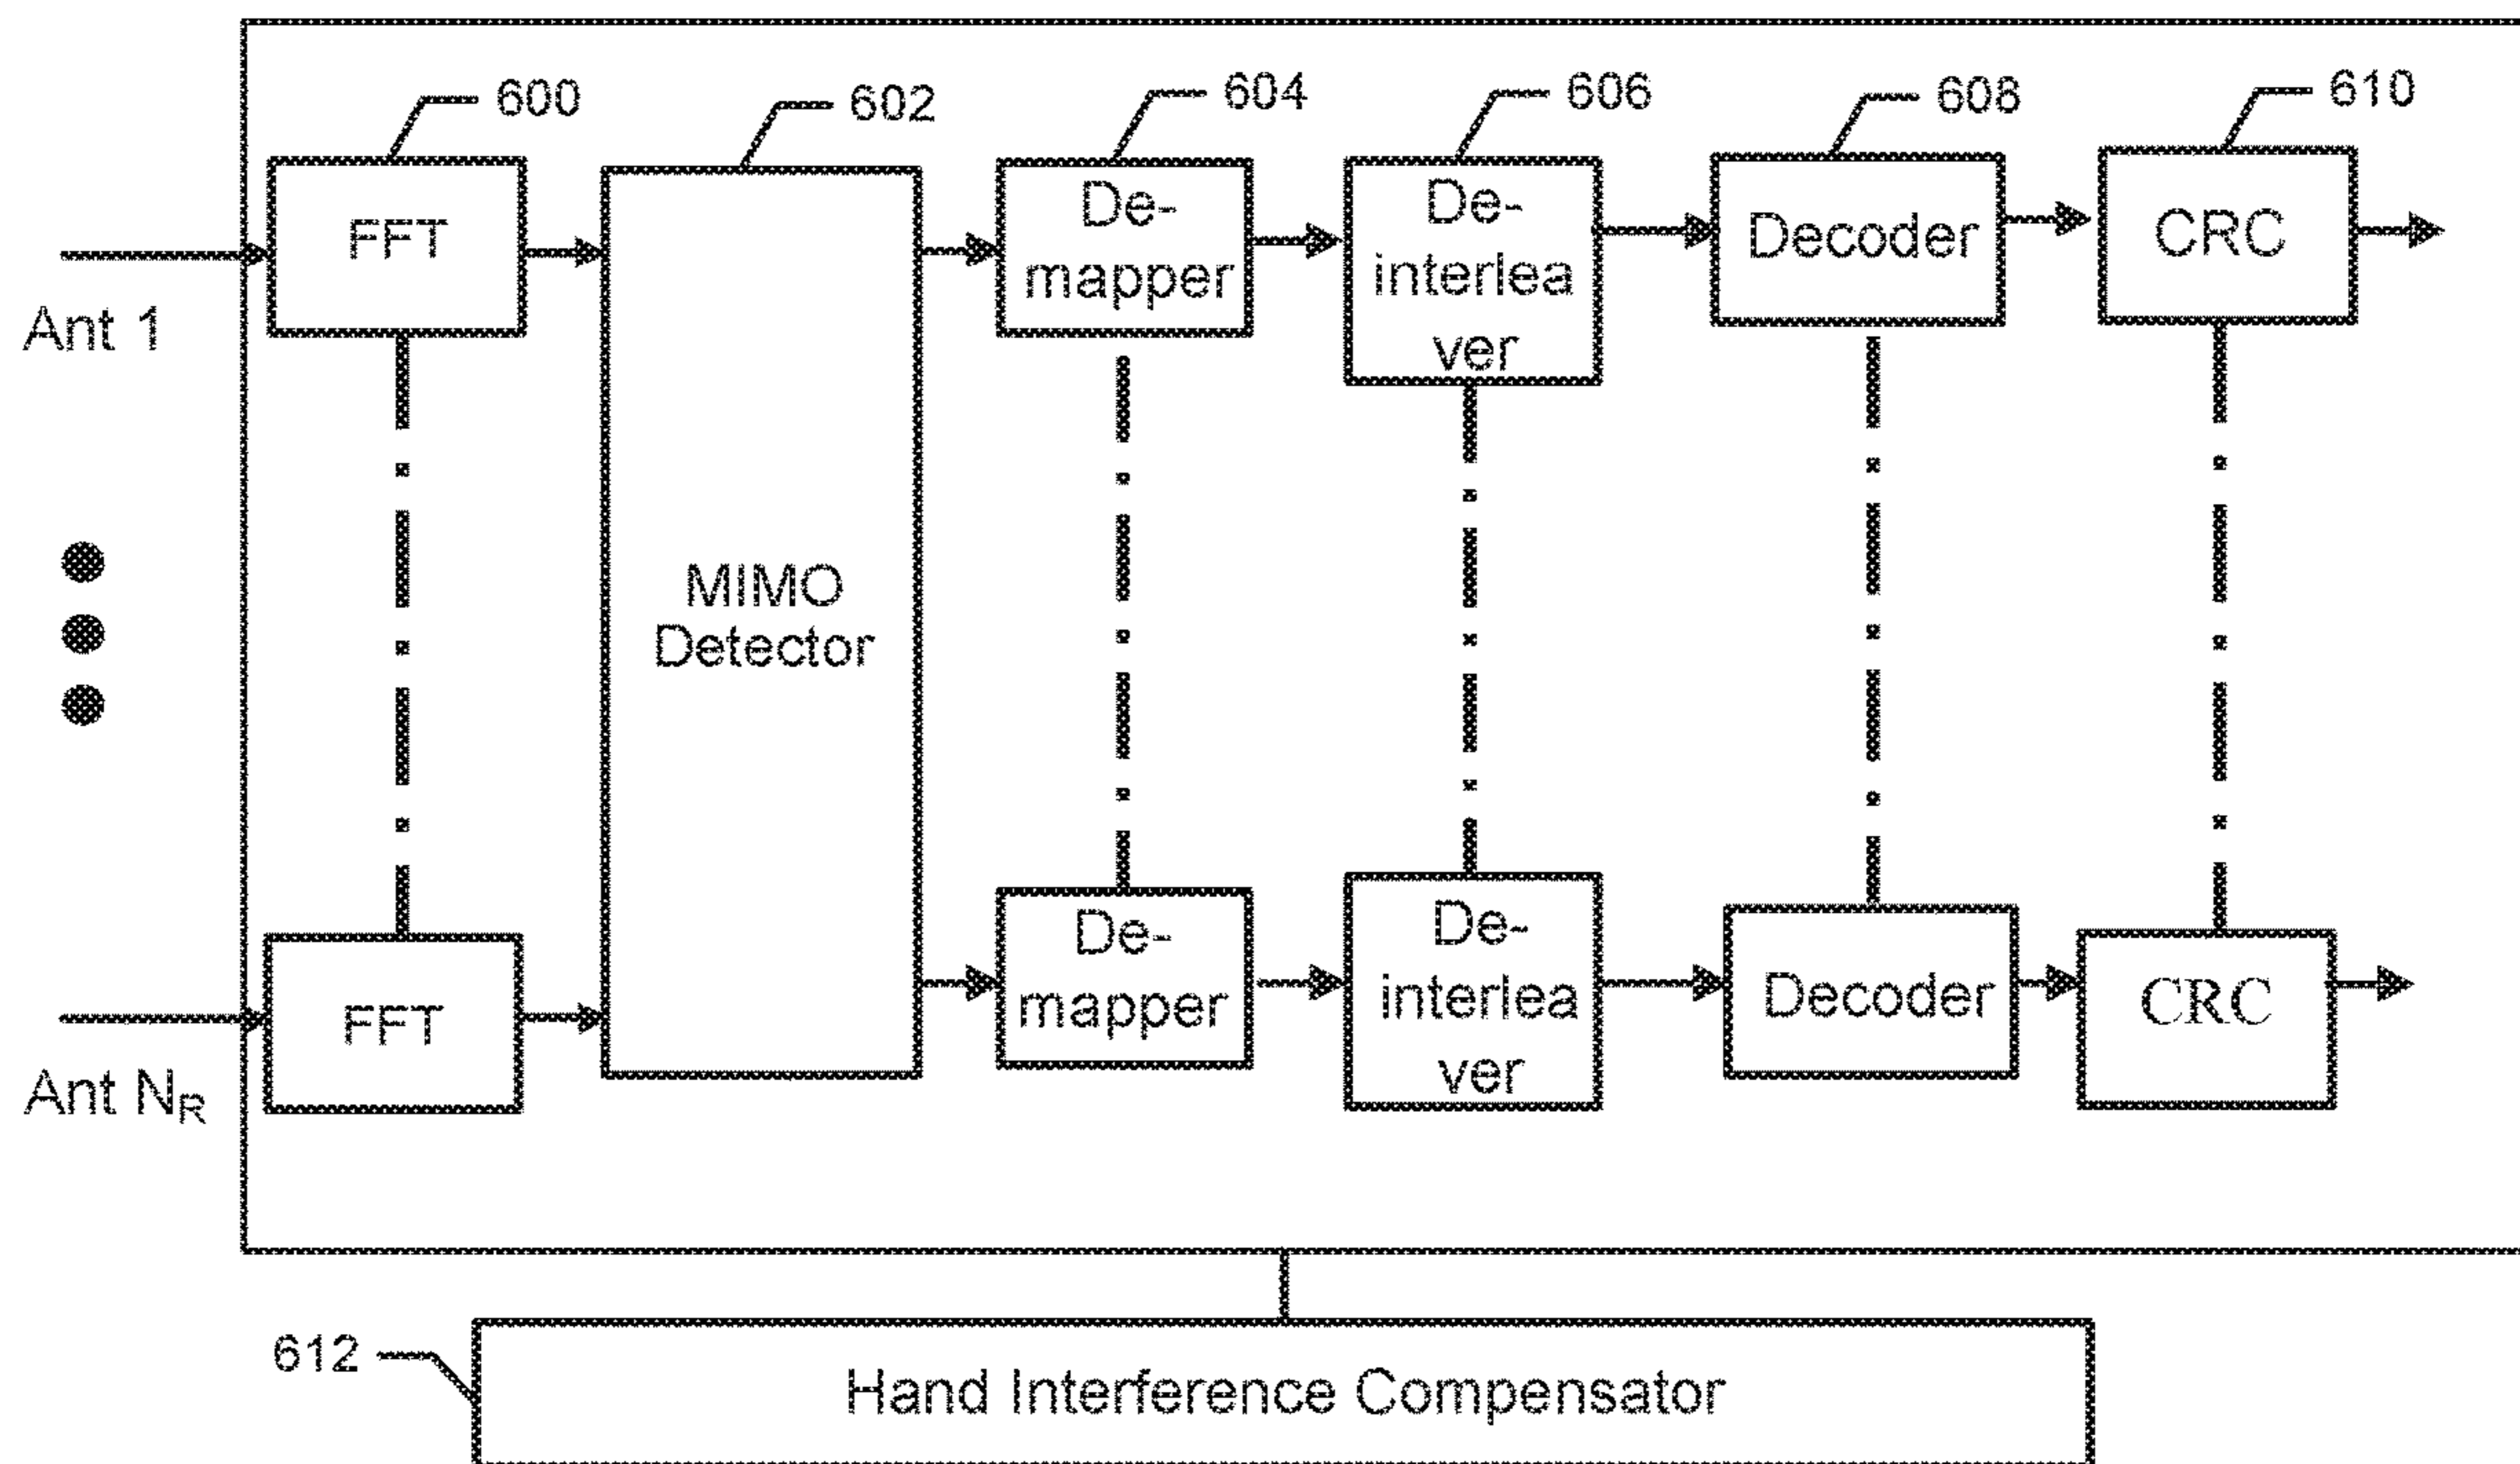 600
602
604
606
608
610
FFT
De-
mapper
De-
interlea
ver
Decoder
CRC
Ant 1
MIMO
Detector
FFT
De-
mapper
De-
interlea
ver
Decoder
CRC
Ant NR
612
Hand Interference Compensator